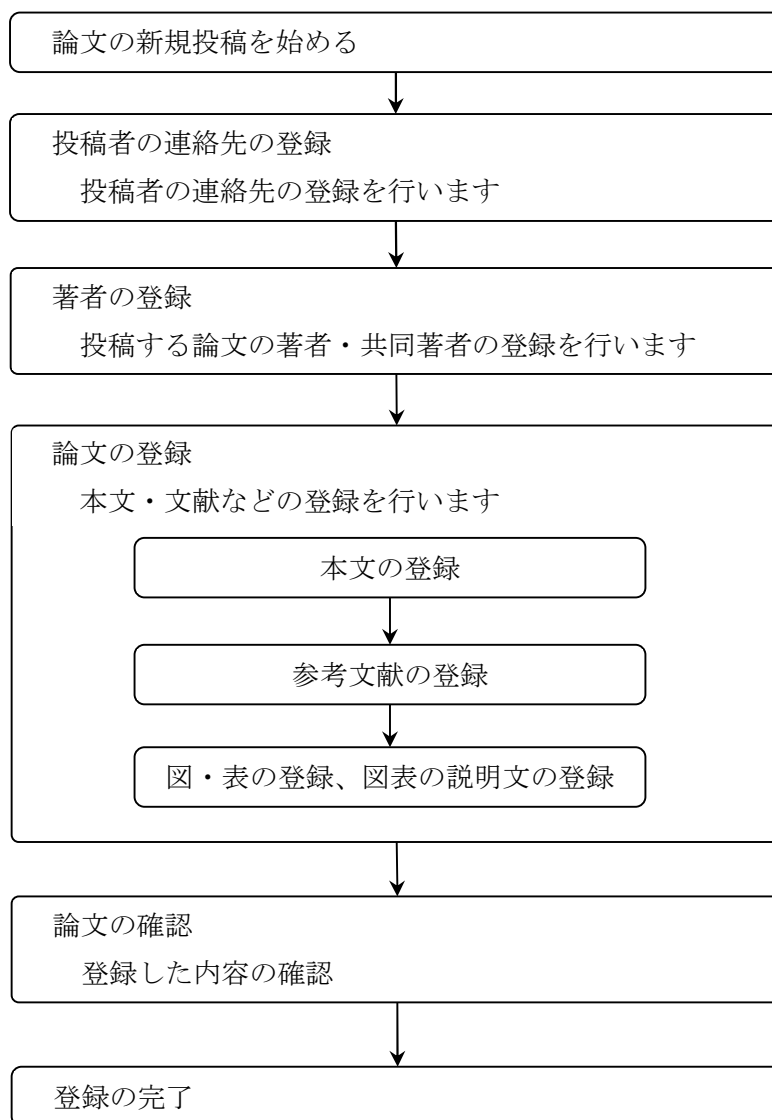 論文の新規投稿を始める
投稿者の連絡先の登録
投稿者の連絡先の登録を行います
著者の登録
投稿する論文の著者・共同著者の登録を行います
論文の登録
本文・文献などの登録を行います
本文の登録
参考文献の登録
図・表の登録、図表の説明文の登録
論文の確認
登録した内容の確認
登録の完了